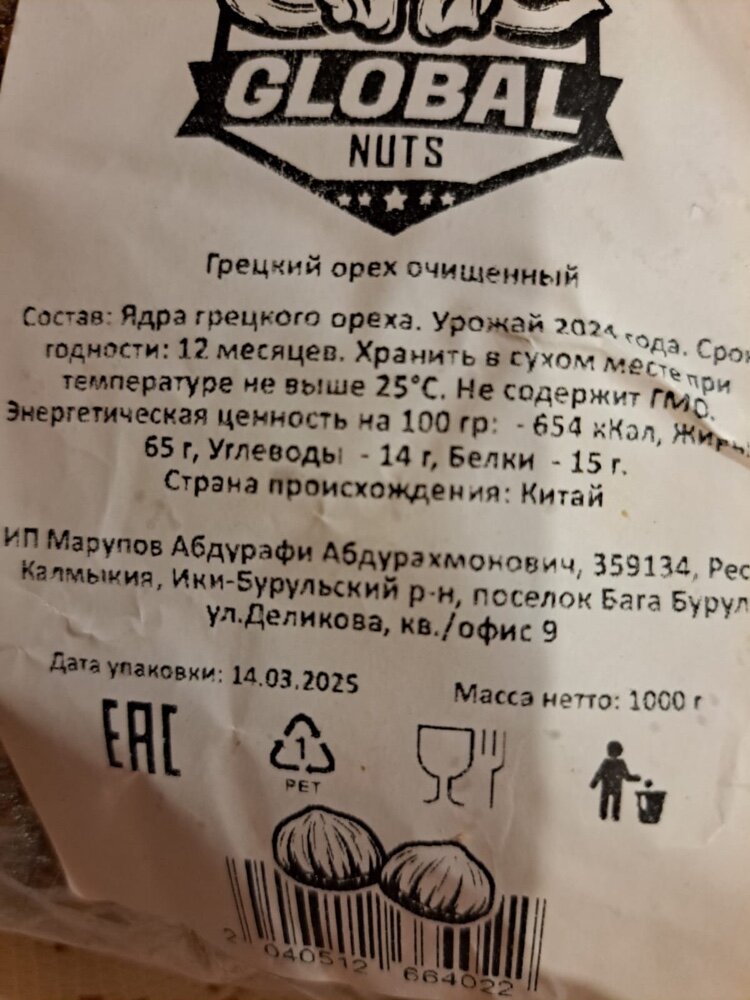 GLOBAL
NUTS
Грецкий орех очищенный
Состав: Ядра грецкого ореха. Урожай 2024 года. Срок
годности: 12 месяцев. Хранить в сухом месте при
температуре не выше 25°С. Не содержит ГМО.
Энергетическая ценность на 100 гр: - 654 кКал, Жиры
65 г, Углеводы - 14 г, Белки - 15 г.
Страна происхождения: Китай
ИП Марупов Абдурафи Абдурахмонович, 359134, Рес
Калмыкия, Ики-Бурульский р-н, поселок Бага Бурул
ул.Деликова, кв./офис 9
Дата упаковки: 14.03.2025
Масса нетто: 1000 г
EAC
1
PET
2 040512 664022